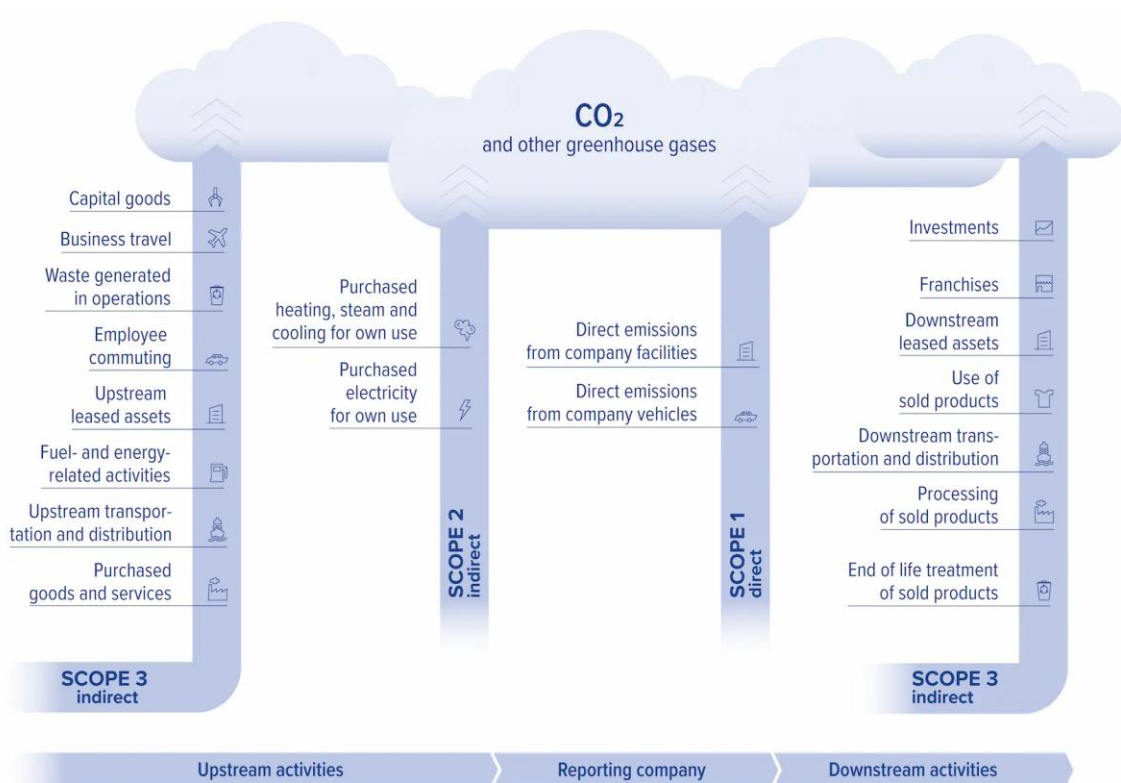 CO₂
and other greenhouse gases
Capital goods
Business travel
Waste generated
in operations
Employee
commuting
Upstream
leased assets
Fuel- and energy-
related activities
Upstream transpor-
tation and distribution
Purchased
goods and services
SCOPE 3
indirect
Purchased
heating, steam and
cooling for own use
Purchased
electricity
for own use
SCOPE 2
indirect
Direct emissions
from company facilities
Direct emissions
from company vehicles
SCOPE 1
direct
Investments
Franchises
Downstream
leased assets
Use of
sold products
Downstream trans-
portation and distribution
Processing
of sold products
End of life treatment
of sold products
SCOPE 3
indirect
Upstream activities
Reporting company
Downstream activities